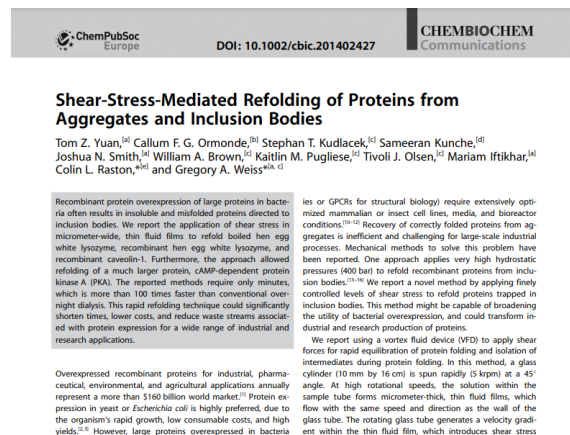 ChemPubSoc
Europe
DOI: 10.1002/cbic.201402427
CHEMBIOCHEM
Communications
Shear-Stress-Mediated Refolding of Proteins from
Aggregates and Inclusion Bodies
Tom Z. Yuan,[a] Callum F. G. Ormonde,[b] Stephan T. Kudlacek,[c] Sameeran Kunche,[d]
Joshua N. Smith,[a] William A. Brown,[c] Kaitlin M. Pugliese,[c] Tivoli J. Olsen,[c] Mariam Iftikhar,[a]
Colin L. Raston,*[e] and Gregory A. Weiss*[a, c]
Recombinant protein overexpression of large proteins in bacte-
ria often results in insoluble and misfolded proteins directed to
inclusion bodies. We report the application of shear stress in
micrometer-wide, thin fluid films to refold boiled hen egg
white lysozyme, recombinant hen egg white lysozyme, and
recombinant caveolin-1. Furthermore, the approach allowed
refolding of a much larger protein, cAMP-dependent protein
kinase A (PKA). The reported methods require only minutes,
which is more than 100 times faster than conventional over-
night dialysis. This rapid refolding technique could significantly
shorten times, lower costs, and reduce waste streams associat-
ed with protein expression for a wide range of industrial and
research applications.
Overexpressed recombinant proteins for industrial, pharma-
ceutical, environmental, and agricultural applications annually
represent a more than $160 billion world market.[1] Protein ex-
pression in yeast or Escherichia coli is highly preferred, due to
the organism's rapid growth, low consumable costs, and high
yields.[2,3] However, large proteins overexpressed in bacteria
ies or GPCRs for structural biology) require extensively opti-
mized mammalian or insect cell lines, media, and bioreactor
conditions.[10–12] Recovery of correctly folded proteins from ag-
gregates is inefficient and challenging for large-scale industrial
processes. Mechanical methods to solve this problem have
been reported. One approach applies very high hydrostatic
pressures (400 bar) to refold recombinant proteins from inclu-
sion bodies.[13–16] We report a novel method by applying finely
controlled levels of shear stress to refold proteins trapped in
inclusion bodies. This method might be capable of broadening
the utility of bacterial overexpression, and could transform in-
dustrial and research production of proteins.
We report using a vortex fluid device (VFD) to apply shear
forces for rapid equilibration of protein folding and isolation of
intermediates during protein folding. In this method, a glass
cylinder (10 mm by 16 cm) is spun rapidly (5 krpm) at a 45°
angle. At high rotational speeds, the solution within the
sample tube forms micrometer-thick, thin fluid films, which
flow with the same speed and direction as the wall of the
glass tube. The rotating glass tube generates a velocity gradi-
ent within the thin fluid film, which introduces shear stress